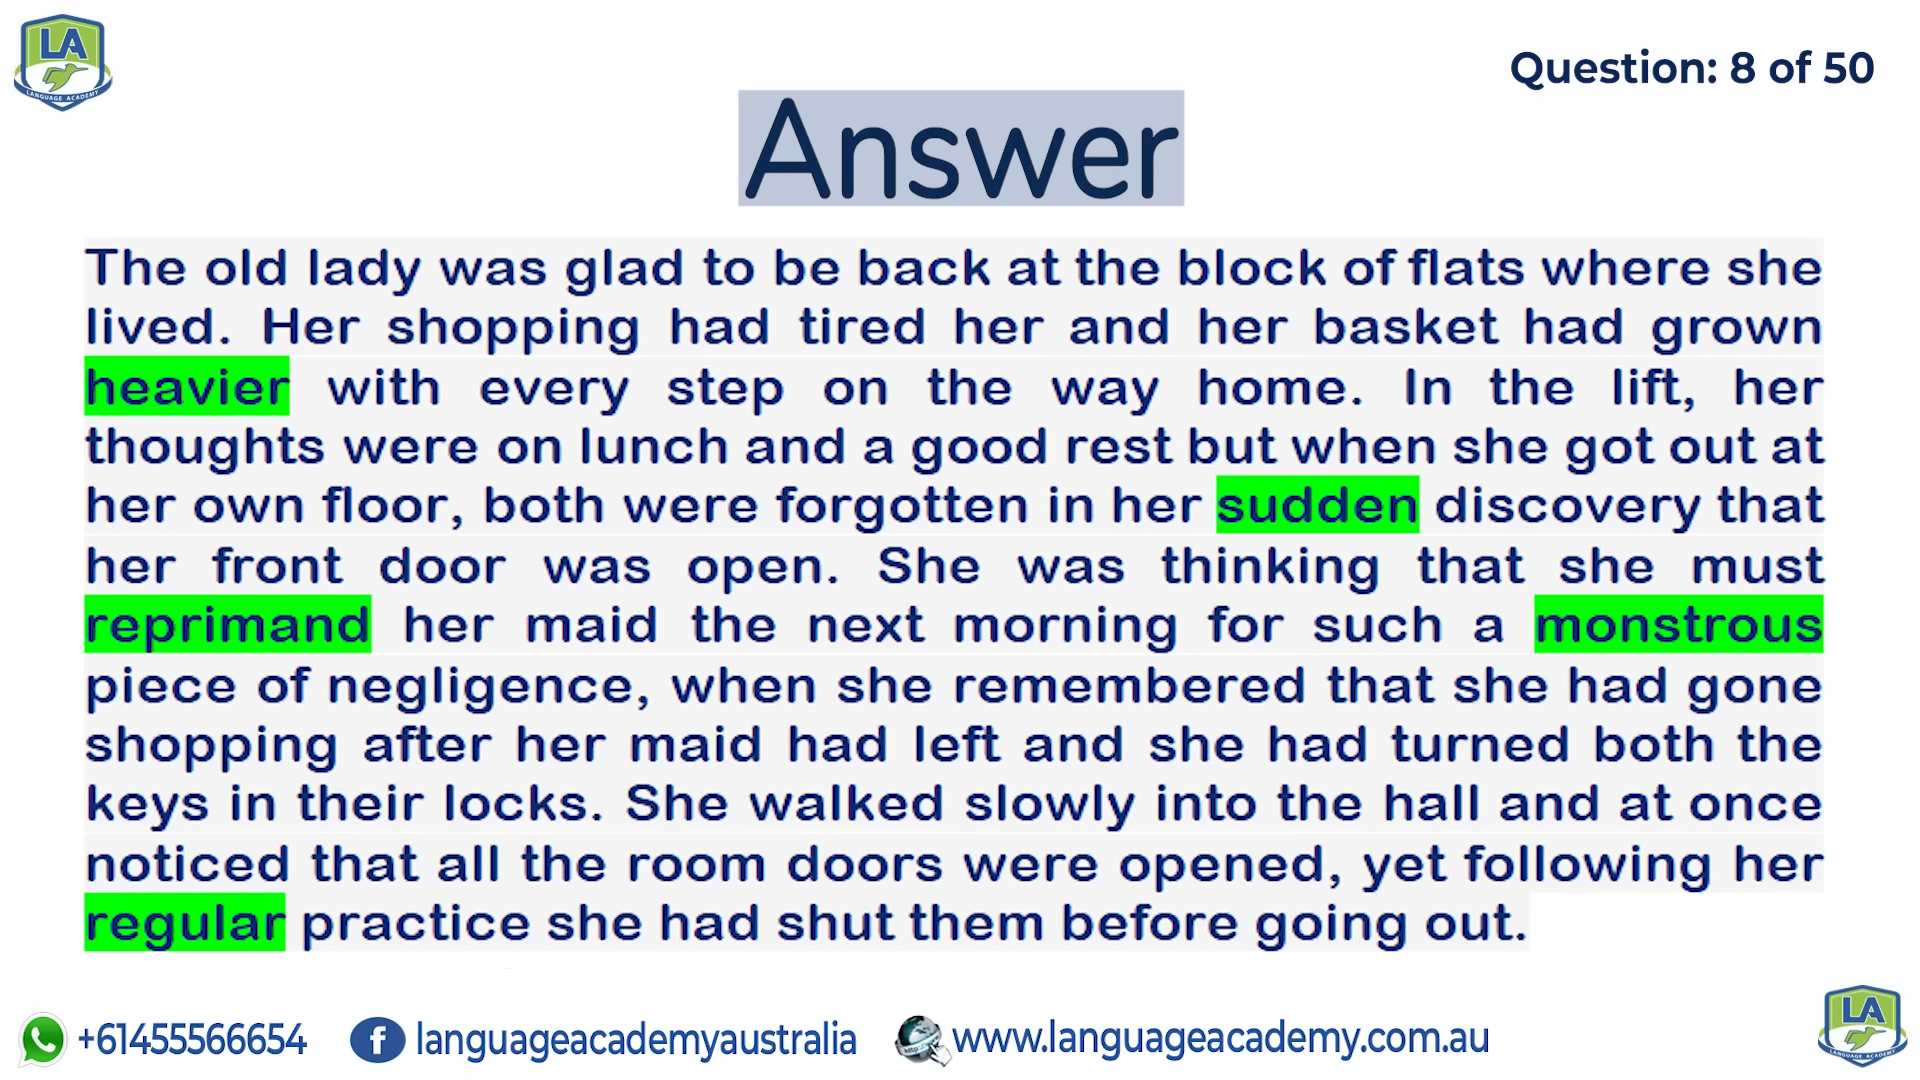 LA
LANGUAGE ACADEMY
Question: 8 of 50
Answer
The old lady was glad to be back at the block of flats where she
lived. Her shopping had tired her and her basket had grown
heavier with every step on the way home. In the lift, her
thoughts were on lunch and a good rest but when she got out at
her own floor, both were forgotten in her sudden discovery that
her front door was open. She was thinking that she must
reprimand her maid the next morning for such a monstrous
piece of negligence, when she remembered that she had gone
shopping after her maid had left and she had turned both the
keys in their locks. She walked slowly into the hall and at once
noticed that all the room doors were opened, yet following her
regular practice she had shut them before going out.
+61455566654
f languageacademyaustralia
http www.languageacademy.com.au
LA
LANGUAGE ACADEMY